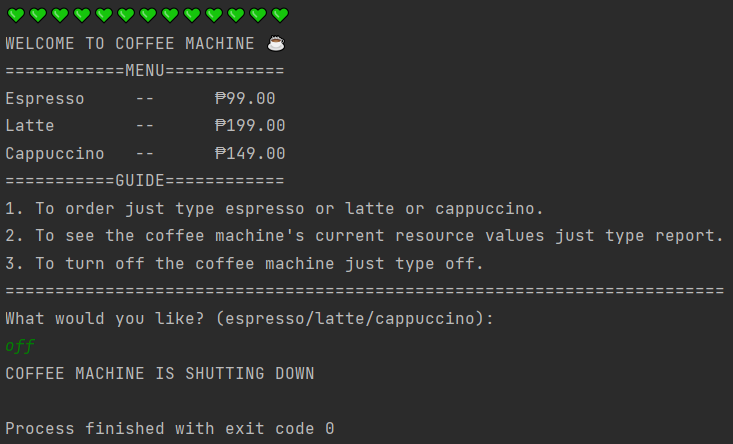 💚💚💚💚💚💚💚💚💚💚💚💚💚
WELCOME TO COFFEE MACHINE ☕
============MENU============
Espresso     --      ₱99.00
Latte        --      ₱199.00
Cappuccino   --      ₱149.00
===========GUIDE============
1. To order just type espresso or latte or cappuccino.
2. To see the coffee machine's current resource values just type report.
3. To turn off the coffee machine just type off.
========================================================================
What would you like? (espresso/latte/cappuccino):
off
COFFEE MACHINE IS SHUTTING DOWN

Process finished with exit code 0